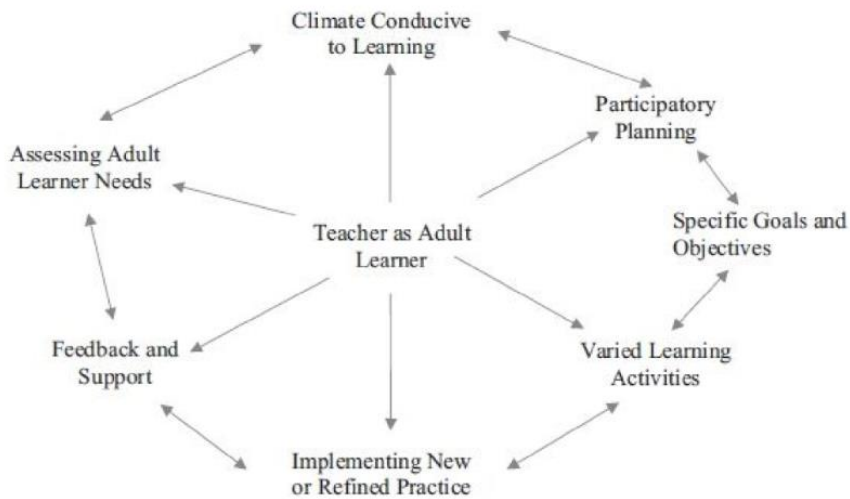 Climate Conducive
to Learning
Participatory
Planning
Assessing Adult
Learner Needs
Specific Goals and
Objectives
Teacher as Adult
Learner
Feedback and
Support
Varied Learning
Activities
Implementing New
or Refined Practice